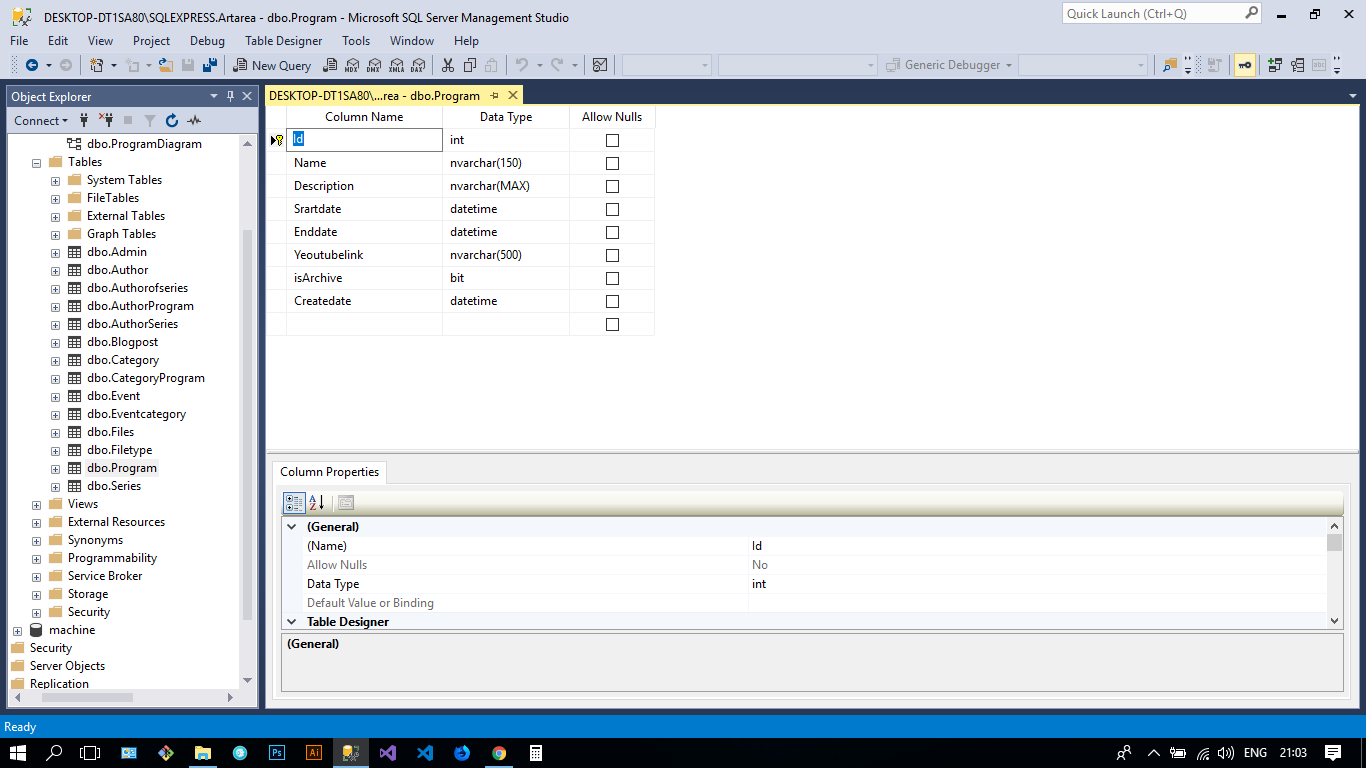 DESKTOP-DT1SA80\SQLEXPRESS.Artarea - dbo.Program - Microsoft SQL Server Management Studio
Quick Launch (Ctrl+Q)
File Edit View Project Debug Table Designer Tools Window Help
New Query MDX DMX XMLA DAX Generic Debugger
Object Explorer
Connect
dbo.ProgramDiagram
Tables
System Tables
FileTables
External Tables
Graph Tables
dbo.Admin
dbo.Author
dbo.Authorofseries
dbo.AuthorProgram
dbo.AuthorSeries
dbo.Blogpost
dbo.Category
dbo.CategoryProgram
dbo.Event
dbo.Eventcategory
dbo.Files
dbo.Filetype
dbo.Program
dbo.Series
Views
External Resources
Synonyms
Programmability
Service Broker
Storage
Security
machine
Security
Server Objects
Replication
DESKTOP-DT1SA80\...rea - dbo.Program
Column Name Data Type Allow Nulls
Id int
Name nvarchar(150)
Description nvarchar(MAX)
Srartdate datetime
Enddate datetime
Yeoutubelink nvarchar(500)
isArchive bit
Createdate datetime
Column Properties
A
Z
(General)
(Name) Id
Allow Nulls No
Data Type int
Default Value or Binding
Table Designer
(General)
Ready
Ps Ai ENG 21:03